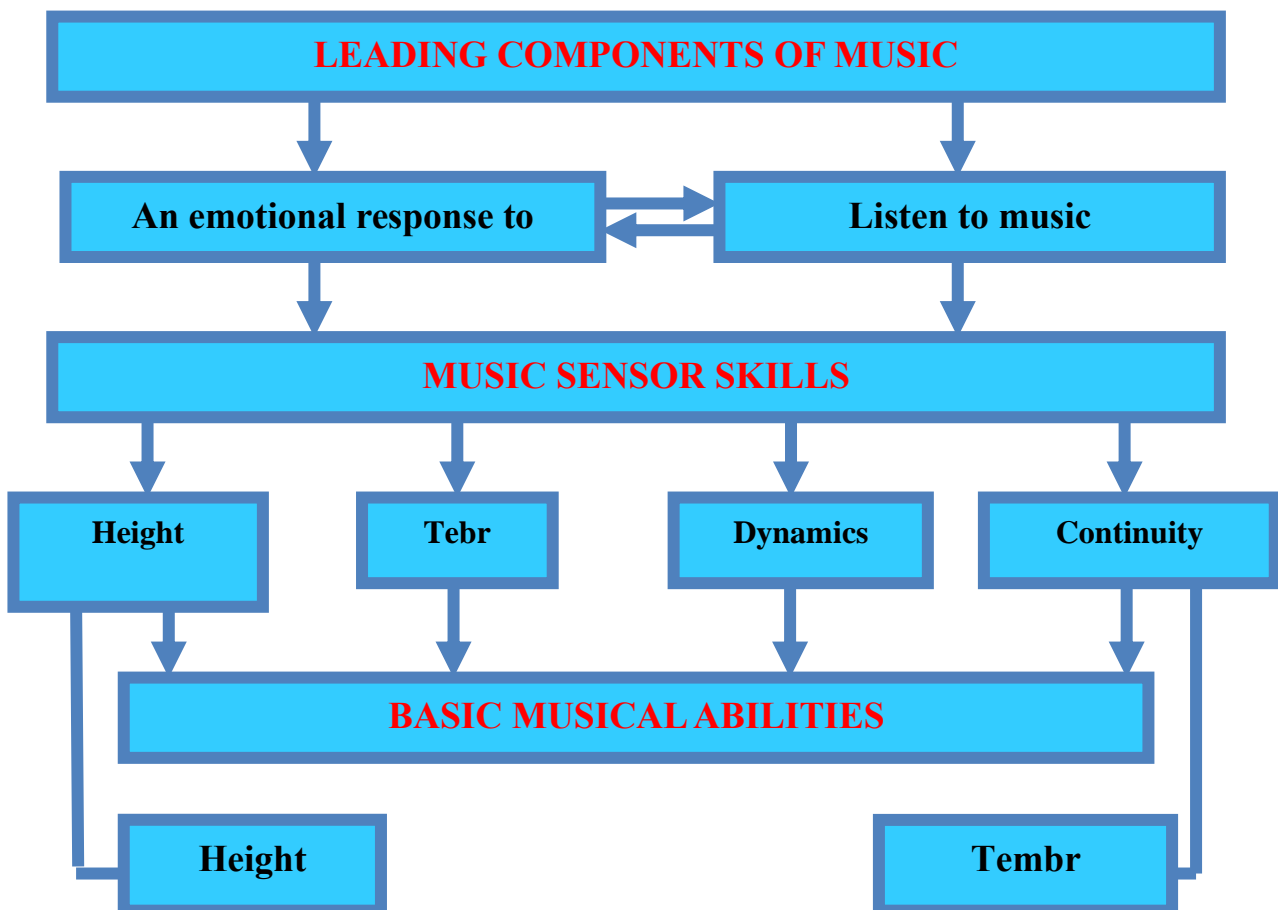 LEADING COMPONENTS OF MUSIC
An emotional response to
Listen to music
MUSIC SENSOR SKILLS
Height
Tebr
Dynamics
Continuity
BASIC MUSICAL ABILITIES
Height
Tembr